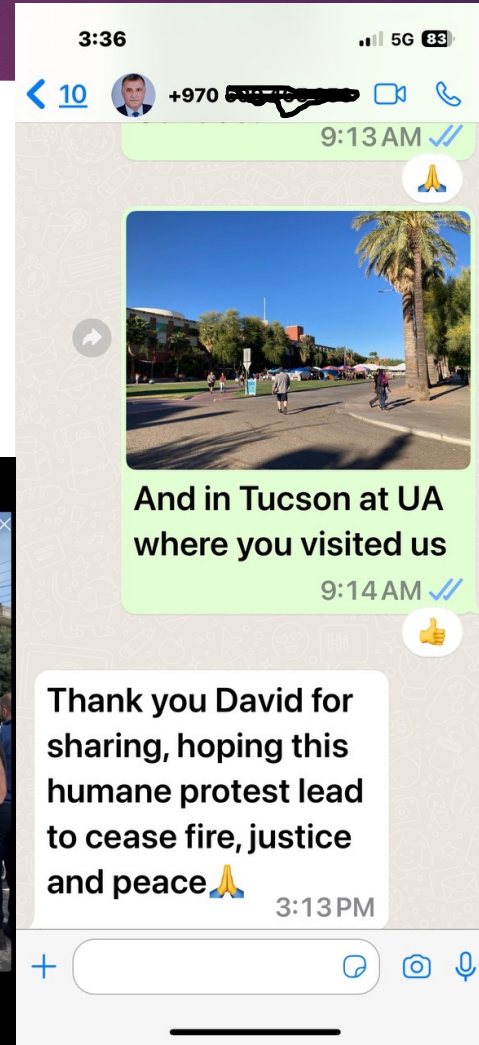 3:36
5G 83
10
+970
9:13 AM
And in Tucson at UA
where you visited us
9:14 AM
Thank you David for
sharing, hoping this
humane protest lead
to cease fire, justice
and peace🙏
3:13 PM